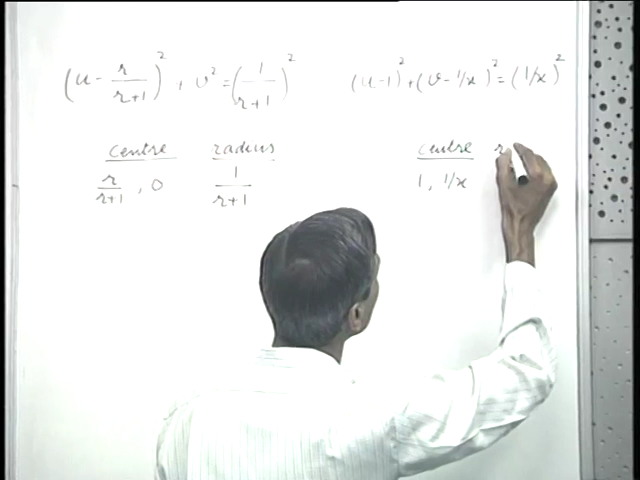 (u - r/(r+1))² + v² = (1/(r+1))²
(u-1)² + (v - 1/x)² = (1/x)²
centre radius
r/(r+1) , 0 1/(r+1)
centre
1, 1/x